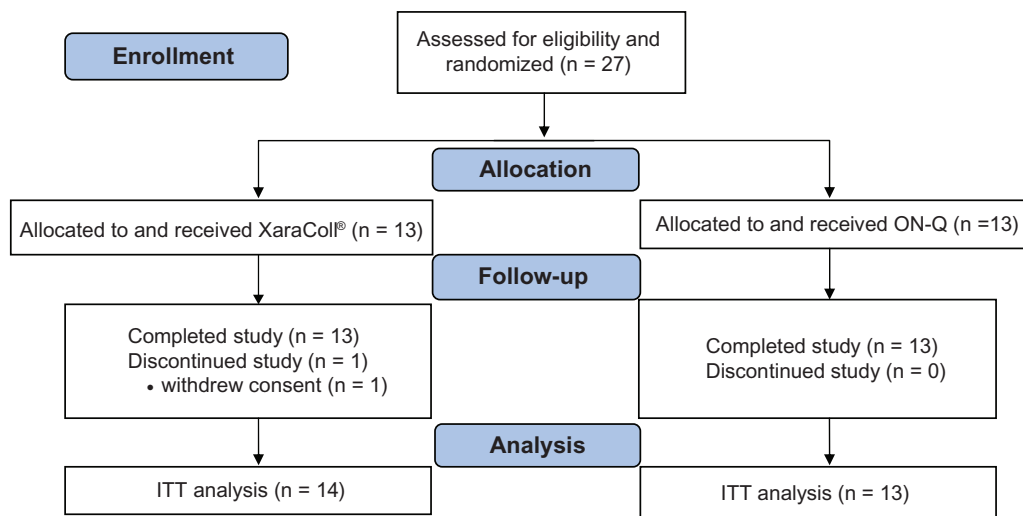 Enrollment
Assessed for eligibility and
randomized (n = 27)
Allocation
Allocated to and received XaraColl® (n = 13)
Allocated to and received ON-Q (n =13)
Follow-up
Completed study (n = 13)
Discontinued study (n = 1)
• withdrew consent (n = 1)
Completed study (n = 13)
Discontinued study (n = 0)
Analysis
ITT analysis (n = 14)
ITT analysis (n = 13)